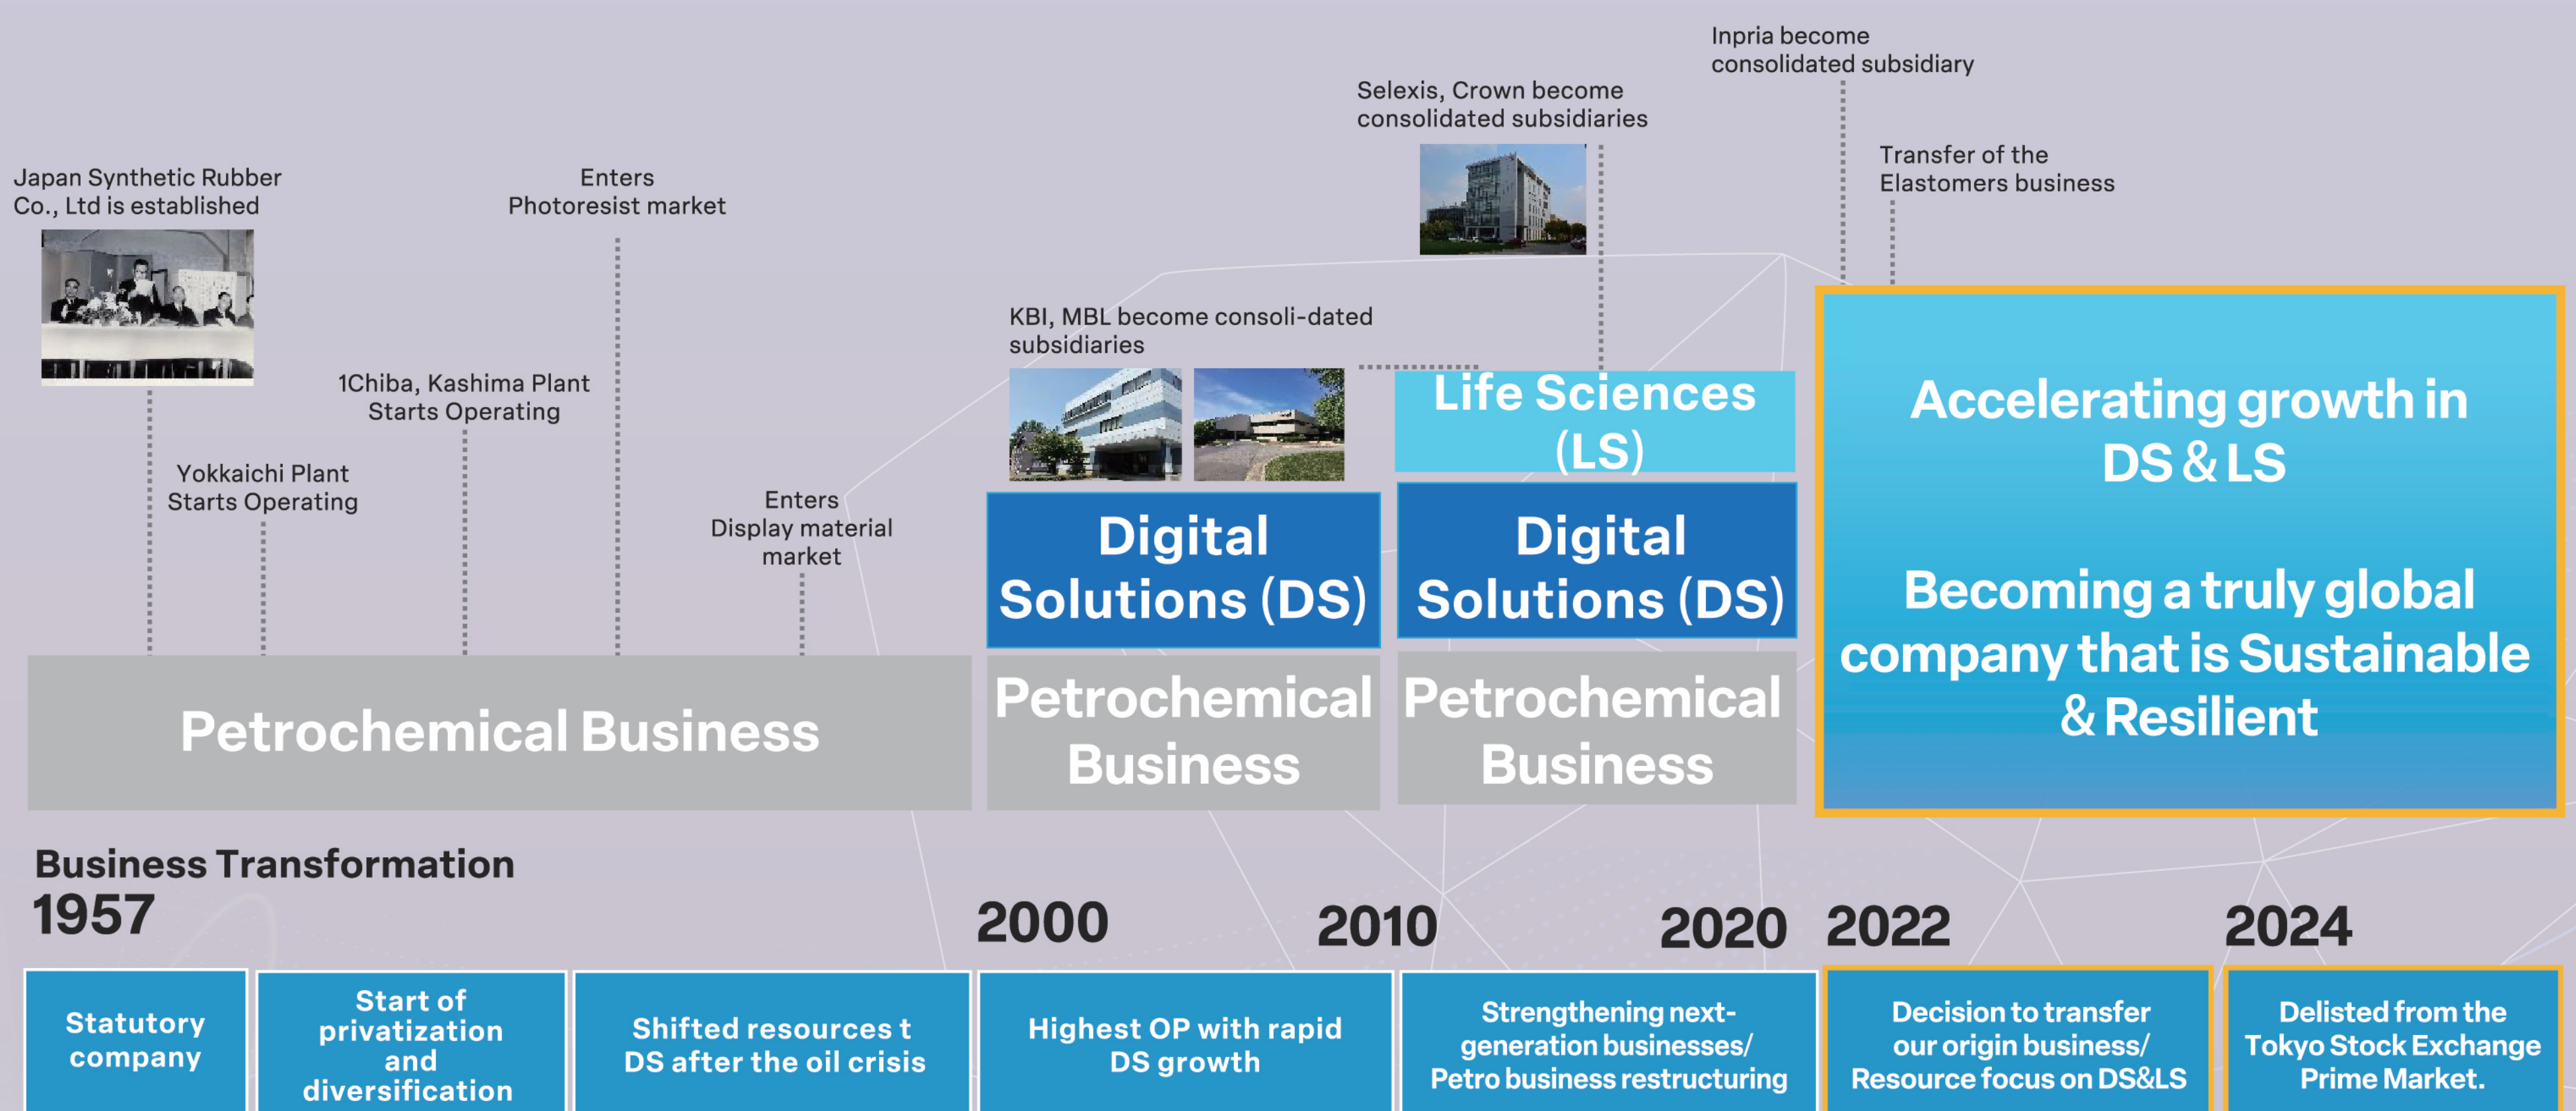 Inpria become
consolidated subsidiary
Selexis, Crown become
consolidated subsidiaries
Transfer of the
Elastomers business
Japan Synthetic Rubber
Co., Ltd is established
Enters
Photoresist market
KBI, MBL become consoli-dated
subsidiaries
1Chiba, Kashima Plant
Starts Operating
Yokkaichi Plant
Starts Operating
Enters
Display material
market
Life Sciences
(LS)
Digital
Solutions (DS)
Digital
Solutions (DS)
Petrochemical Business
Petrochemical
Business
Petrochemical
Business
Accelerating growth in
DS & LS
Becoming a truly global
company that is Sustainable
& Resilient
Business Transformation
1957
2000
2010
2020
2022
2024
Statutory
company
Start of
privatization
and
diversification
Shifted resources t
DS after the oil crisis
Highest OP with rapid
DS growth
Strengthening next-
generation businesses/
Petro business restructuring
Decision to transfer
our origin business/
Resource focus on DS&LS
Delisted from the
Tokyo Stock Exchange
Prime Market.